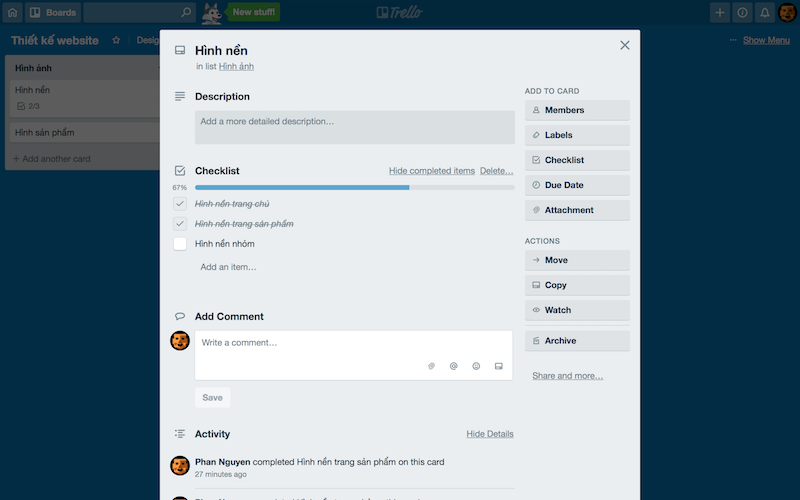 Boards
New stuff!
Trello
Thiết kế website
Show Menu
Hình ảnh
Hình nền
2/3
Hình sản phẩm
+ Add another card
Hình nền
in list Hình ảnh
Description
Add a more detailed description…
Checklist
Hide completed items Delete…
67%
Hình nền trang chủ
Hình nền trang sản phẩm
Hình nền nhóm
Add an item…
Add Comment
Write a comment…
Save
Activity
Hide Details
Phan Nguyen completed Hình nền trang sản phẩm on this card
27 minutes ago
ADD TO CARD
Members
Labels
Checklist
Due Date
Attachment
ACTIONS
Move
Copy
Watch
Archive
Share and more…